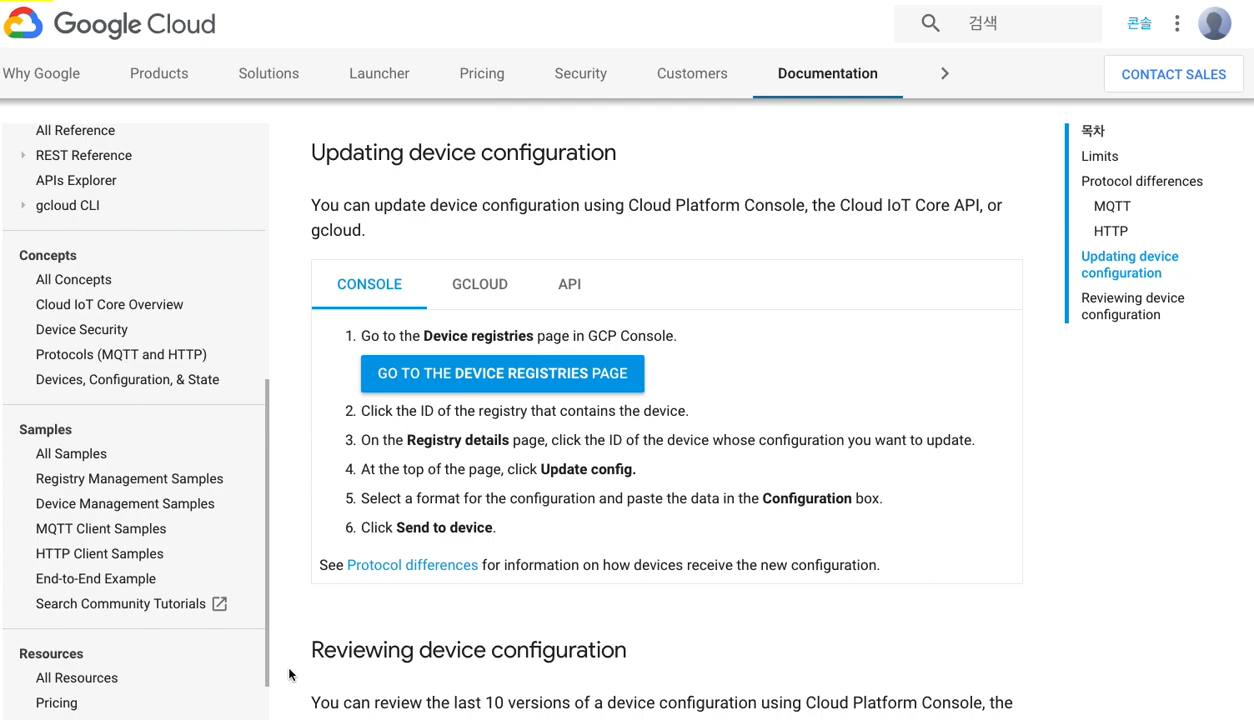 Google Cloud
검색
콘솔
Why Google
Products
Solutions
Launcher
Pricing
Security
Customers
Documentation
CONTACT SALES
All Reference
REST Reference
APIs Explorer
gcloud CLI
Concepts
All Concepts
Cloud IoT Core Overview
Device Security
Protocols (MQTT and HTTP)
Devices, Configuration, & State
Samples
All Samples
Registry Management Samples
Device Management Samples
MQTT Client Samples
HTTP Client Samples
End-to-End Example
Search Community Tutorials
Resources
All Resources
Pricing
Updating device configuration
You can update device configuration using Cloud Platform Console, the Cloud IoT Core API, or
gcloud.
CONSOLE
GCLOUD
API
1. Go to the Device registries page in GCP Console.
GO TO THE DEVICE REGISTRIES PAGE
2. Click the ID of the registry that contains the device.
3. On the Registry details page, click the ID of the device whose configuration you want to update.
4. At the top of the page, click Update config.
5. Select a format for the configuration and paste the data in the Configuration box.
6. Click Send to device.
See Protocol differences for information on how devices receive the new configuration.
Reviewing device configuration
You can review the last 10 versions of a device configuration using Cloud Platform Console, the
목차
Limits
Protocol differences
MQTT
HTTP
Updating device
configuration
Reviewing device
configuration